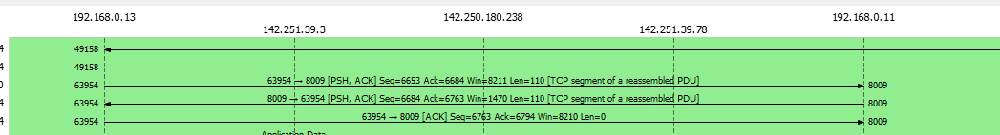 192.168.0.13 142.250.180.238 192.168.0.11
142.251.39.3 142.251.39.78
4 49158
4 49158
0 63954 63954 → 8009 [PSH, ACK] Seq=6653 Ack=6684 Win=8211 Len=110 [TCP segment of a reassembled PDU] 8009
4 63954 8009 → 63954 [PSH, ACK] Seq=6684 Ack=6763 Win=1470 Len=110 [TCP segment of a reassembled PDU] 8009
4 63954 63954 → 8009 [ACK] Seq=6763 Ack=6794 Win=8210 Len=0 8009
Application Data